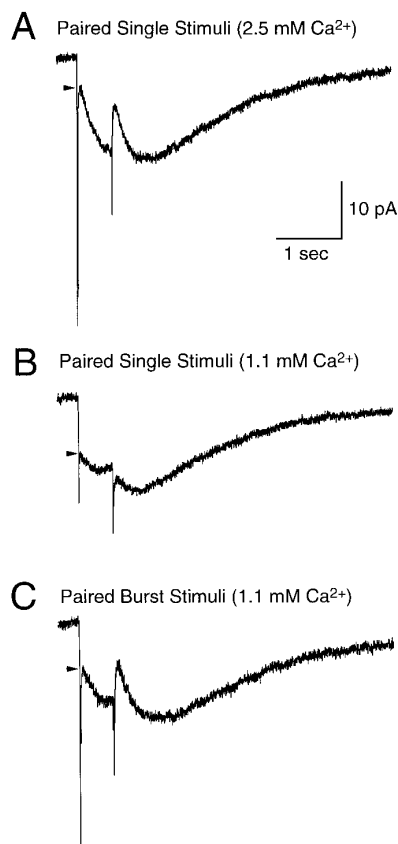 A Paired Single Stimuli (2.5 mM Ca²⁺)
10 pA
1 sec
B Paired Single Stimuli (1.1 mM Ca²⁺)
C Paired Burst Stimuli (1.1 mM Ca²⁺)